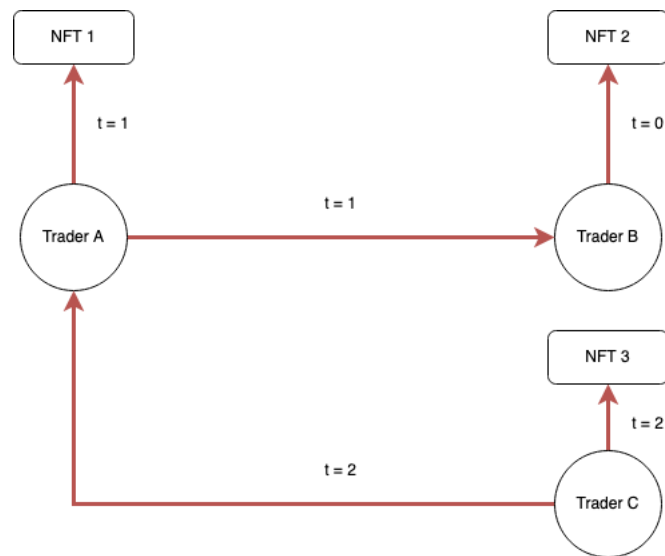 NFT 1
NFT 2
t = 1
t = 0
t = 1
Trader A
Trader B
NFT 3
t = 2
t = 2
Trader C